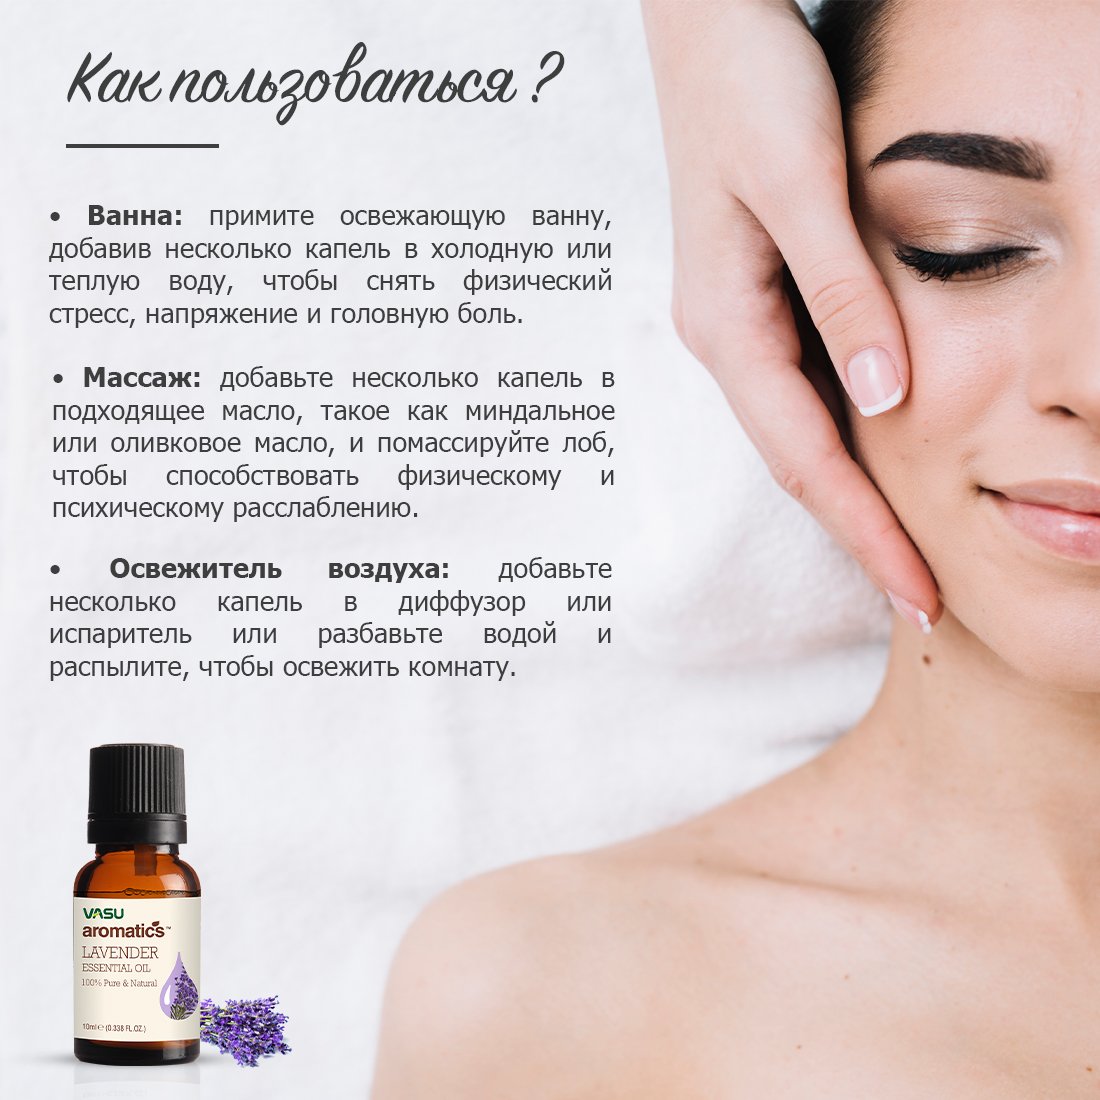 Как пользоваться ?
• Ванна: примите освежающую ванну,
добавив несколько капель в холодную или
теплую воду, чтобы снять физический
стресс, напряжение и головную боль.
• Массаж: добавьте несколько капель в
подходящее масло, такое как миндальное
или оливковое масло, и помассируйте лоб,
чтобы способствовать физическому и
психическому расслаблению.
• Освежитель воздуха: добавьте
несколько капель в диффузор или
испаритель или разбавьте водой и
распылите, чтобы освежить комнату.
VASU
aromatics™
LAVENDER
ESSENTIAL OIL
100% Pure & Natural
10ml ℮ (0.338 FL.OZ.)